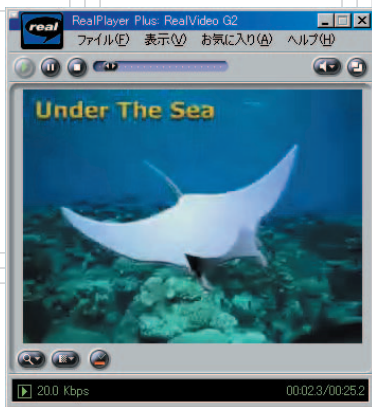 real
RealPlayer Plus: RealVideo G2
ファイル(F) 表示(V) お気に入り(A) ヘルプ(H)
Under The Sea
20.0 Kbps 00:02.3/00:25.2